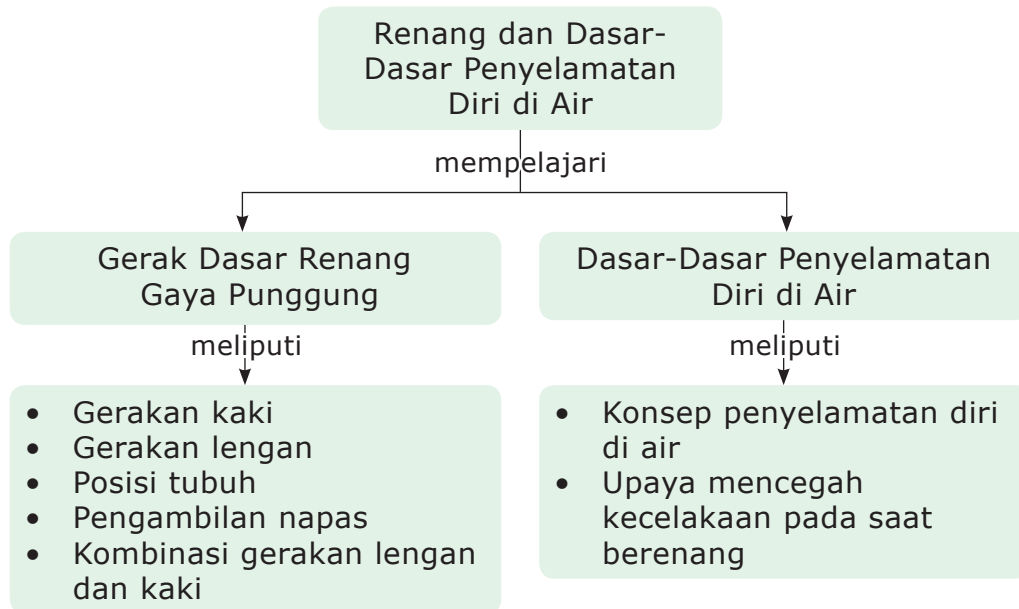 Renang dan Dasar-
Dasar Penyelamatan
Diri di Air
mempelajari
Gerak Dasar Renang
Gaya Punggung
meliputi
• Gerakan kaki
• Gerakan lengan
• Posisi tubuh
• Pengambilan napas
• Kombinasi gerakan lengan
dan kaki
Dasar-Dasar Penyelamatan
Diri di Air
meliputi
• Konsep penyelamatan diri
di air
• Upaya mencegah
kecelakaan pada saat
berenang